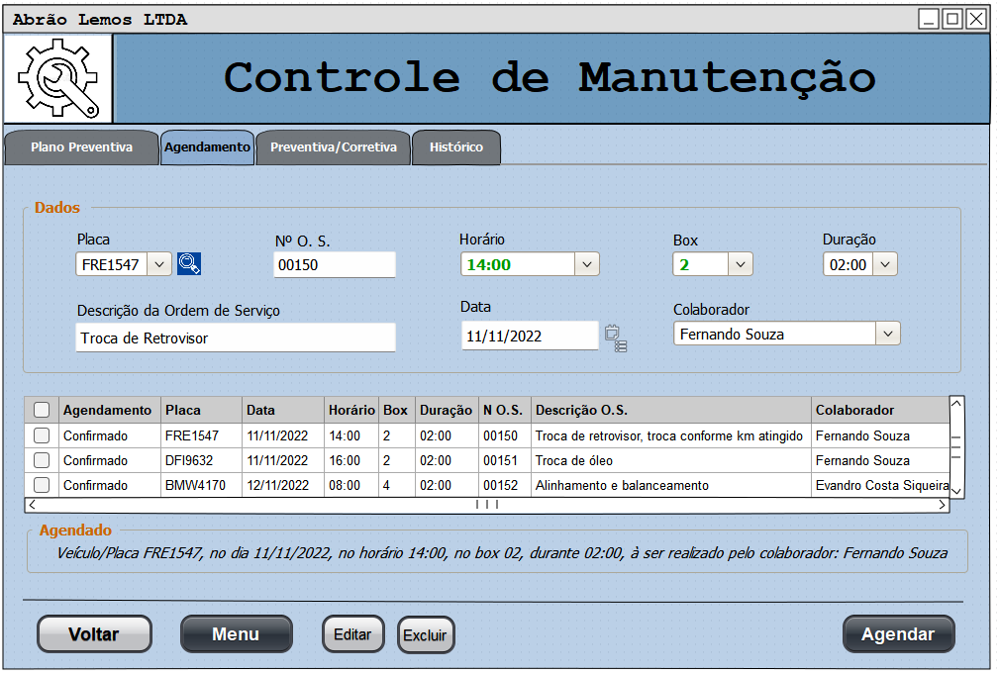 Abrão Lemos LTDA
Controle de Manutenção
Plano Preventiva Agendamento Preventiva/Corretiva Histórico
Dados
Placa Nº O. S. Horário Box Duração
FRE1547 00150 14:00 2 02:00
Descrição da Ordem de Serviço Data Colaborador
Troca de Retrovisor 11/11/2022 Fernando Souza
Agendamento Placa Data Horário Box Duração N O.S. Descrição O.S. Colaborador
Confirmado FRE1547 11/11/2022 14:00 2 02:00 00150 Troca de retrovisor, troca conforme km atingido Fernando Souza
Confirmado DFI9632 11/11/2022 16:00 2 02:00 00151 Troca de óleo Fernando Souza
Confirmado BMW4170 12/11/2022 08:00 4 02:00 00152 Alinhamento e balanceamento Evandro Costa Siqueira
Agendado
Veículo/Placa FRE1547, no dia 11/11/2022, no horário 14:00, no box 02, durante 02:00, à ser realizado pelo colaborador: Fernando Souza
Voltar Menu Editar Excluir Agendar